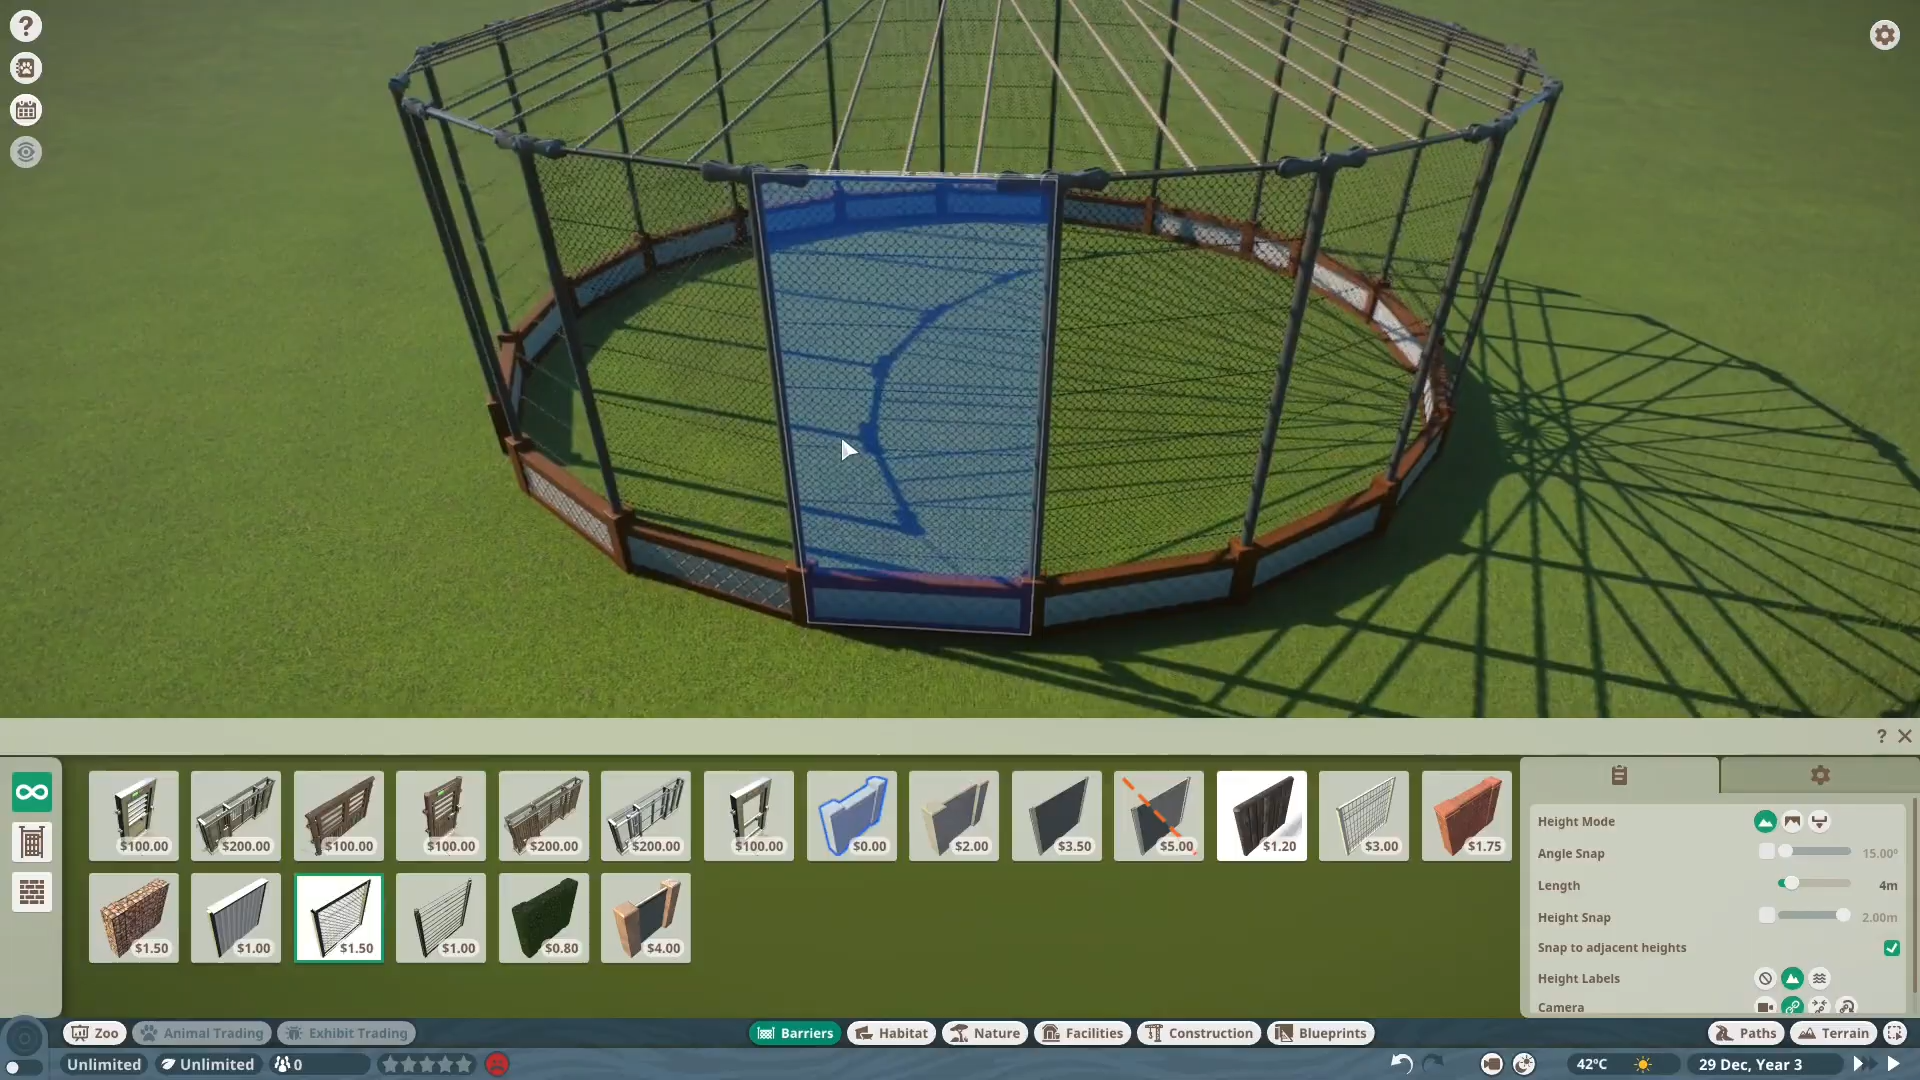 ?
? ×
$100.00 $200.00 $100.00 $100.00 $200.00 $200.00 $100.00 $0.00 $2.00 $3.50 $5.00 $1.20 $3.00 $1.75
$1.50 $1.00 $1.50 $1.00 $0.80 $4.00
Height Mode
Angle Snap 15.00°
Length 4m
Height Snap 2.00m
Snap to adjacent heights
Height Labels
Camera
Zoo Animal Trading Exhibit Trading Barriers Habitat Nature Facilities Construction Blueprints Paths Terrain
Unlimited Unlimited 0 42°C 29 Dec, Year 3